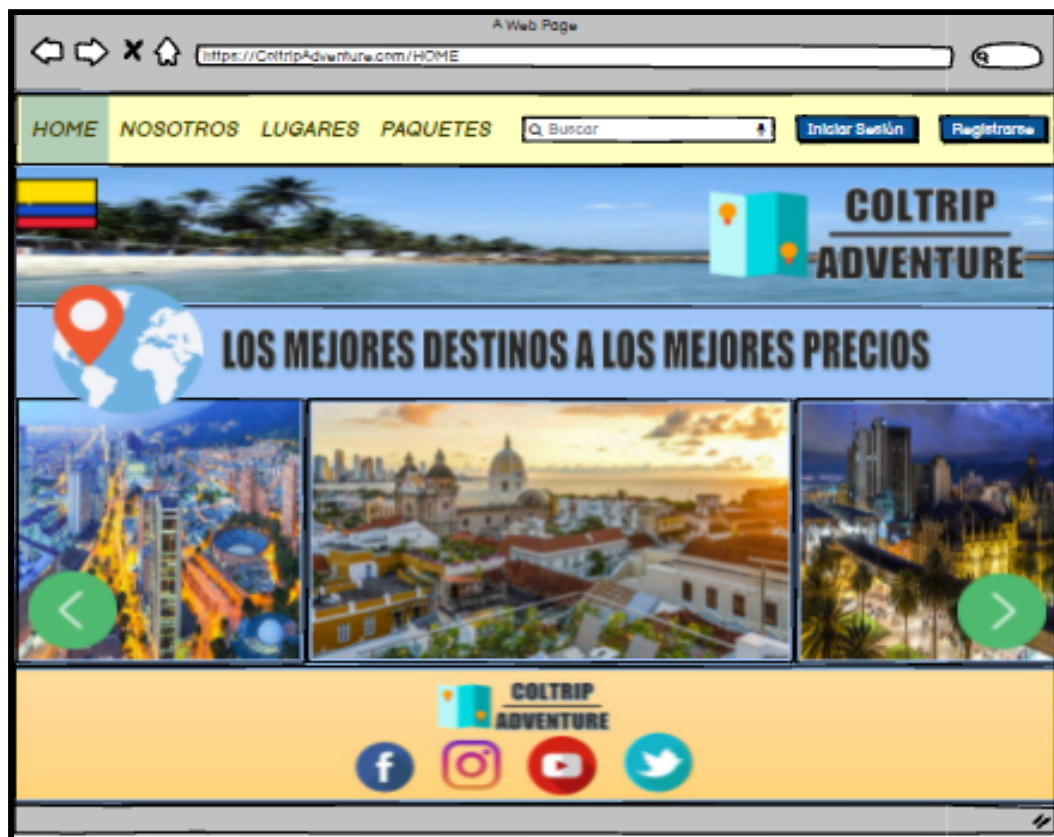 A Web Page
https://ColtripAdventure.com/HOME
HOME NOSOTROS LUGARES PAQUETES Buscar Iniciar Sesión Registrarse
COLTRIP
ADVENTURE
LOS MEJORES DESTINOS A LOS MEJORES PRECIOS
COLTRIP
ADVENTURE